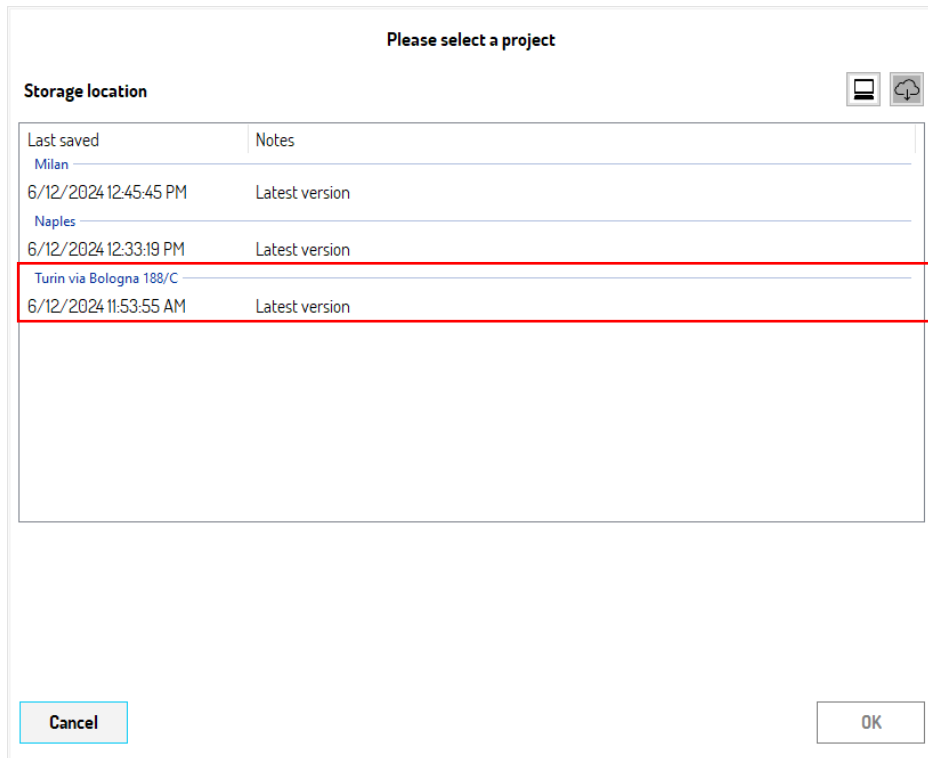 Please select a project
Storage location
Last saved Notes
Milan
6/12/2024 12:45:45 PM Latest version
Naples
6/12/2024 12:33:19 PM Latest version
Turin via Bologna 188/C
6/12/2024 11:53:55 AM Latest version
Cancel OK